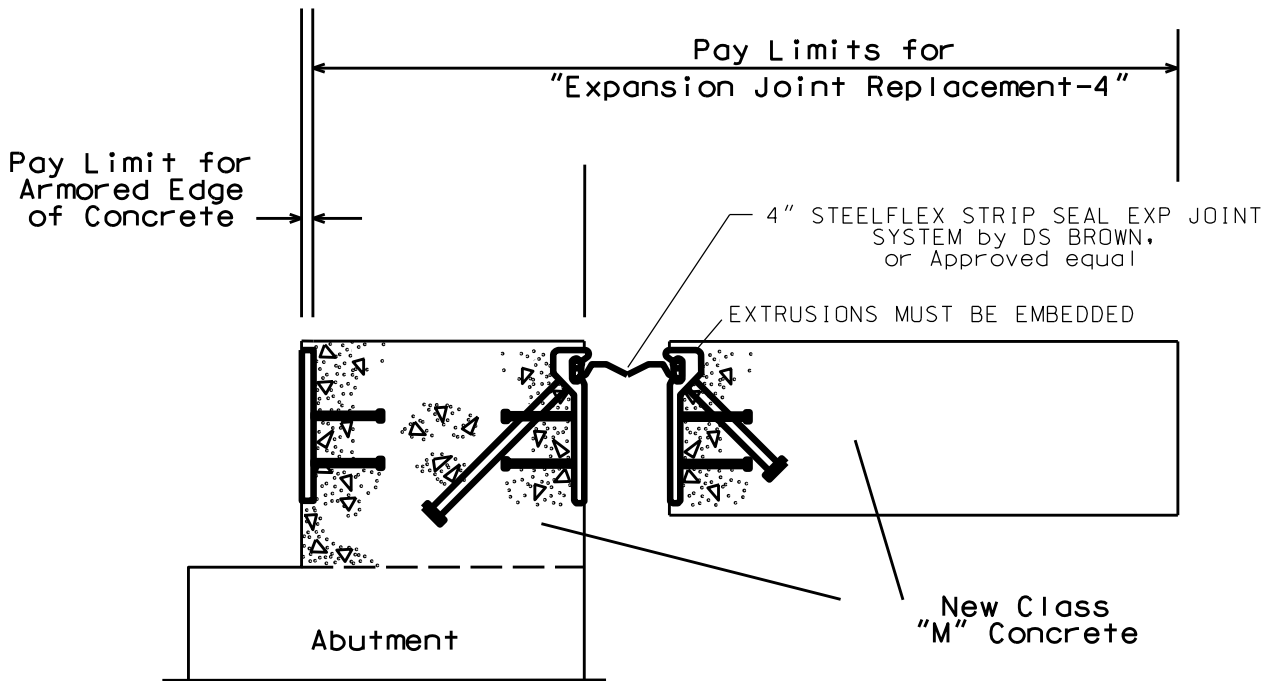 Pay Limits for
"Expansion Joint Replacement-4"
Pay Limit for
Armored Edge
of Concrete
4" STEELFLEX STRIP SEAL EXP JOINT
SYSTEM by DS BROWN,
or Approved equal
EXTRUSIONS MUST BE EMBEDDED
New Class
"M" Concrete
Abutment